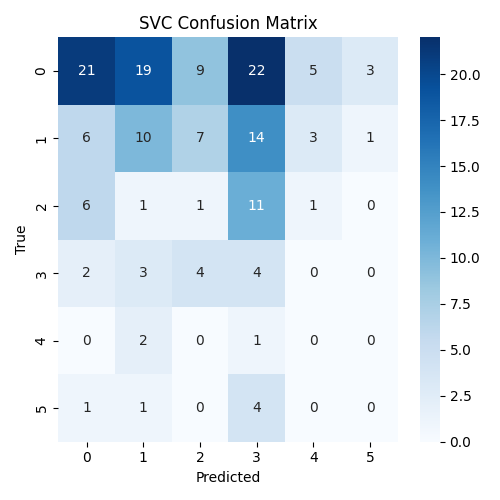 SVC Confusion Matrix
0 21 19 9 22 5 3
1 6 10 7 14 3 1
2 6 1 1 11 1 0
3 2 3 4 4 0 0
4 0 2 0 1 0 0
5 1 1 0 4 0 0
0 1 2 3 4 5
Predicted
True
20.0
17.5
15.0
12.5
10.0
7.5
5.0
2.5
0.0